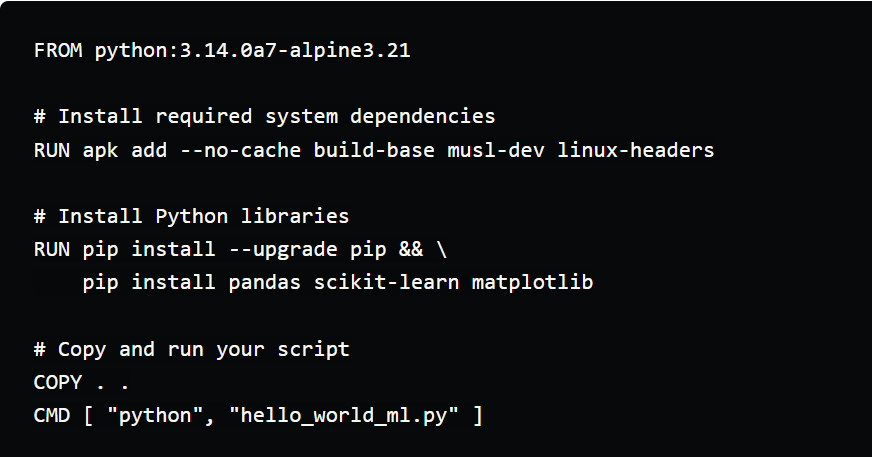 FROM python:3.14.0a7-alpine3.21
# Install required system dependencies
RUN apk add --no-cache build-base musl-dev linux-headers
# Install Python libraries
RUN pip install --upgrade pip && \
    pip install pandas scikit-learn matplotlib
# Copy and run your script
COPY . .
CMD [ "python", "hello_world_ml.py" ]